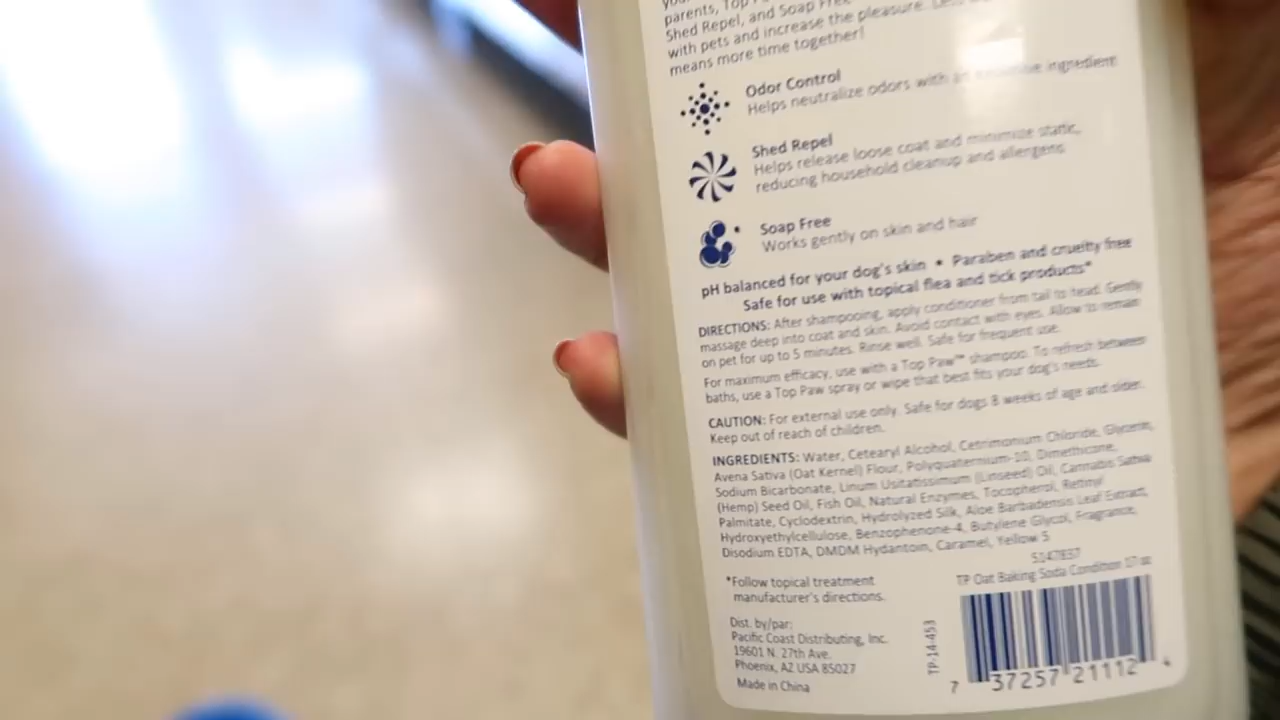 parents, Top
Shed Repel, and Soap Free
with pets and increase the pleasure. Less
means more time together!
Odor Control
Helps neutralize odors with an ingredient
Shed Repel
Helps release loose coat and minimize static,
reducing household cleanup and allergens
Soap Free
Works gently on skin and hair
pH balanced for your dog's skin • Paraben and cruelty free
Safe for use with topical flea and tick products*
DIRECTIONS: After shampooing, apply conditioner from tail to head. Gently
massage deep into coat and skin. Avoid contact with eyes. Allow to remain
on pet for up to 5 minutes. Rinse well. Safe for frequent use.
For maximum efficacy, use with a Top Paw™ shampoo. To refresh between
baths, use a Top Paw spray or wipe that best fits your dog's needs.
CAUTION: For external use only. Safe for dogs 8 weeks of age and older.
Keep out of reach of children.
INGREDIENTS: Water, Cetearyl Alcohol, Cetrimonium Chloride, Glycerin,
Avena Sativa (Oat Kernel) Flour, Polyquaternium-10, Dimethicone,
Sodium Bicarbonate, Linum Usitatissimum (Linseed) Oil, Cannabis Sativa
(Hemp) Seed Oil, Fish Oil, Natural Enzymes, Tocopherol, Retinyl
Palmitate, Cyclodextrin, Hydrolyzed Silk, Aloe Barbadensis Leaf Extract,
Hydroxyethylcellulose, Benzophenone-4, Butylene Glycol, Fragrance,
Disodium EDTA, DMDM Hydantoin, Caramel, Yellow 5
5147857
TP Oat Baking Soda Condition 17 oz
*Follow topical treatment
manufacturer's directions.
Dist. by/par:
Pacific Coast Distributing, Inc.
19601 N. 27th Ave.
Phoenix, AZ USA 85027
Made in China
TP-14-453
7 37257 21112 4